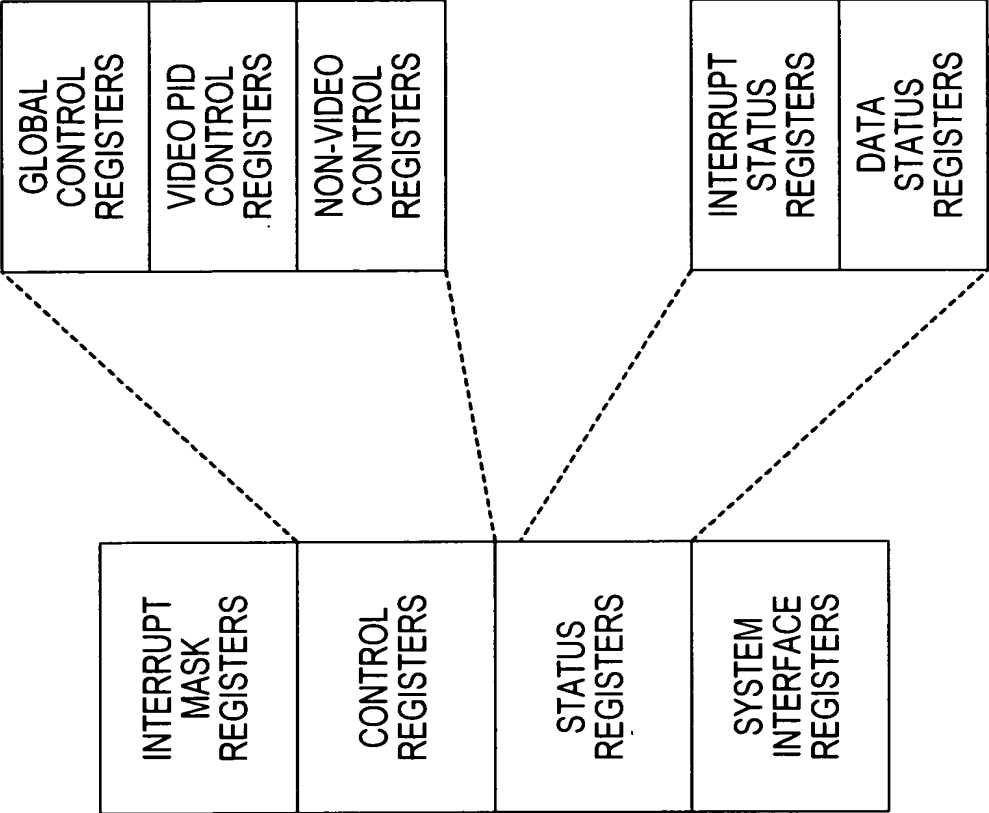 GLOBAL
CONTROL
REGISTERS
VIDEO PID
CONTROL
REGISTERS
NON-VIDEO
CONTROL
REGISTERS
INTERRUPT
STATUS
REGISTERS
DATA
STATUS
REGISTERS
INTERRUPT
MASK
REGISTERS
CONTROL
REGISTERS
STATUS
REGISTERS
SYSTEM
INTERFACE
REGISTERS